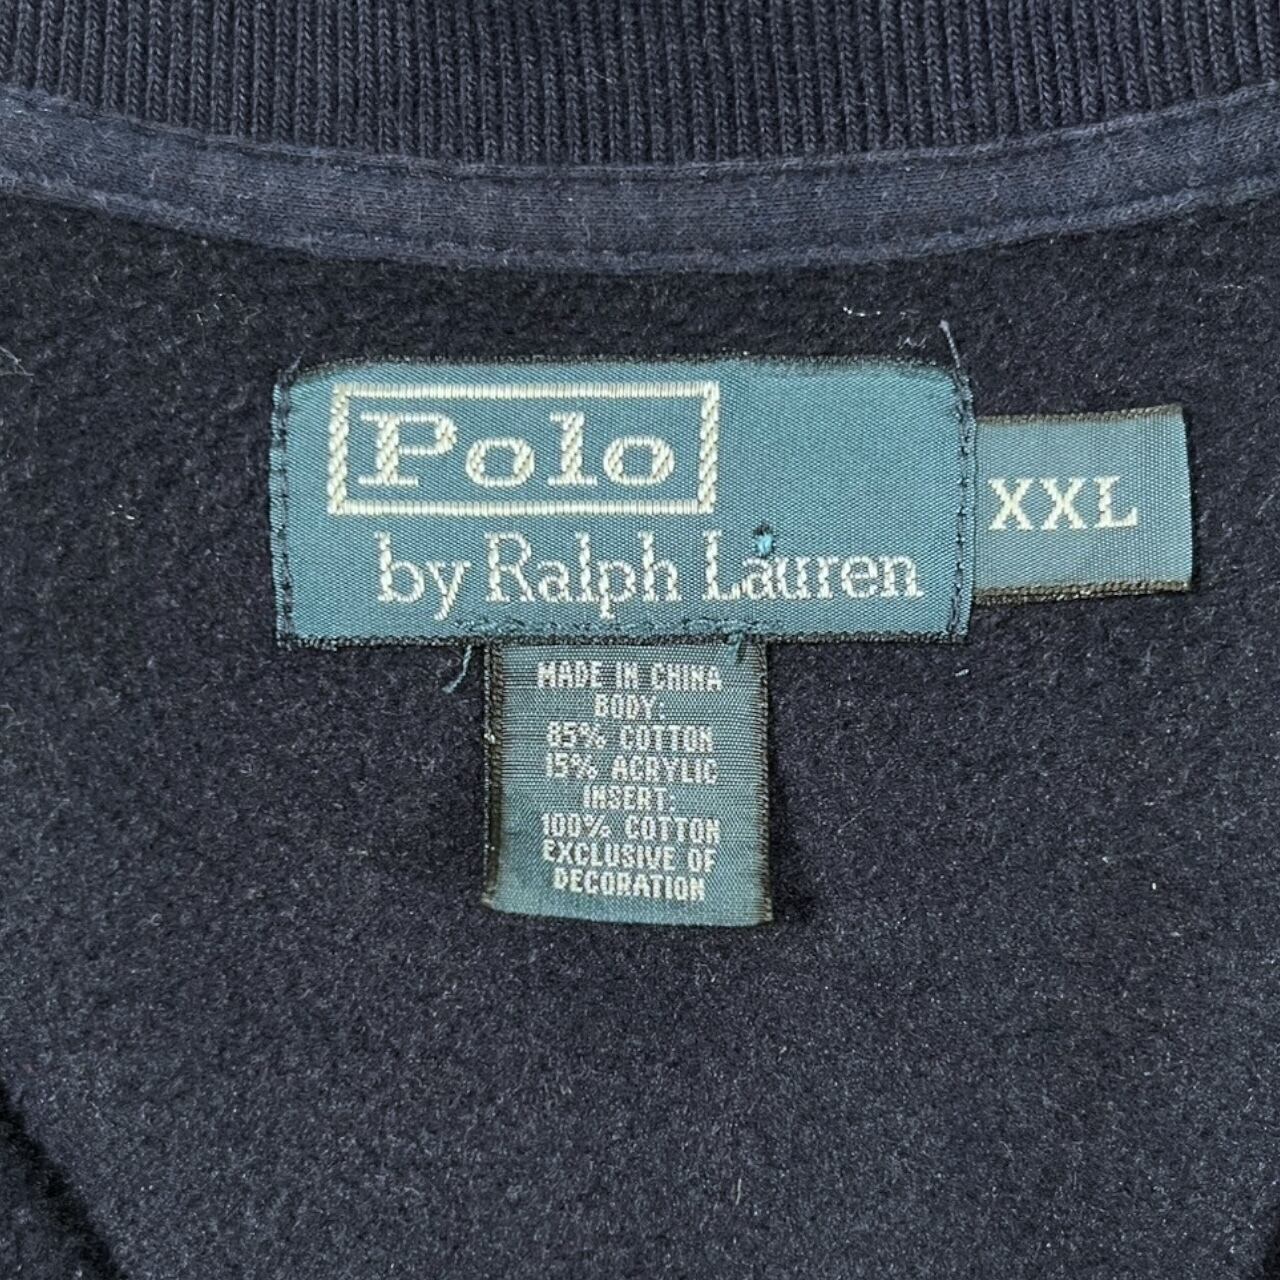 Polo
by Ralph Lauren
XXL
MADE IN CHINA
BODY:
85% COTTON
15% ACRYLIC
INSERT:
100% COTTON
EXCLUSIVE OF
DECORATION